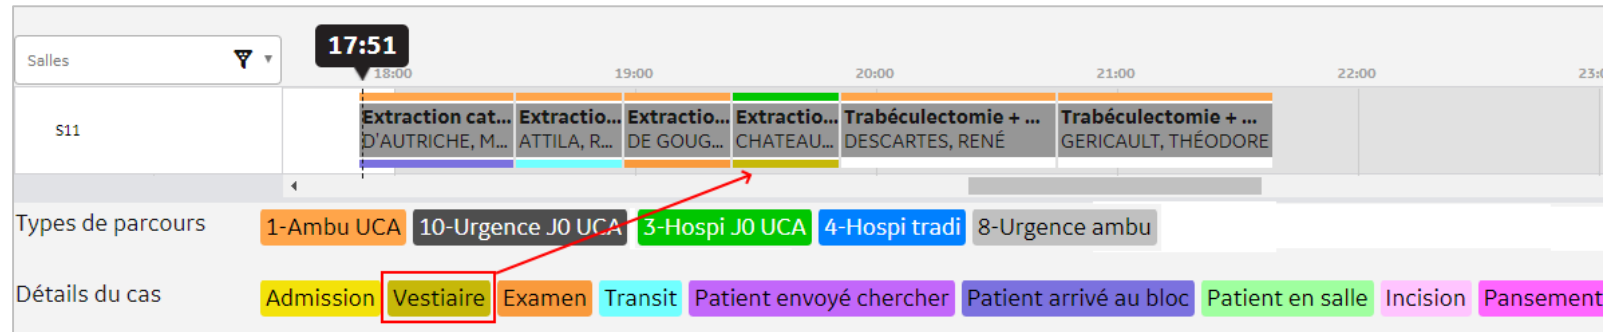 17:51
Salles
18:00 19:00 20:00 21:00 22:00 23:0
S11
Extraction cat... Extractio... Extractio... Extractio... Trabéculectomie + ... Trabéculectomie + ...
D'AUTRICHE, M... ATTILA, R... DE GOUG... CHATEAU... DESCARTES, RENÉ GERICAULT, THÉODORE
Types de parcours 1-Ambu UCA 10-Urgence J0 UCA 3-Hospi J0 UCA 4-Hospi tradi 8-Urgence ambu
Détails du cas Admission Vestiaire Examen Transit Patient envoyé chercher Patient arrivé au bloc Patient en salle Incision Pansement